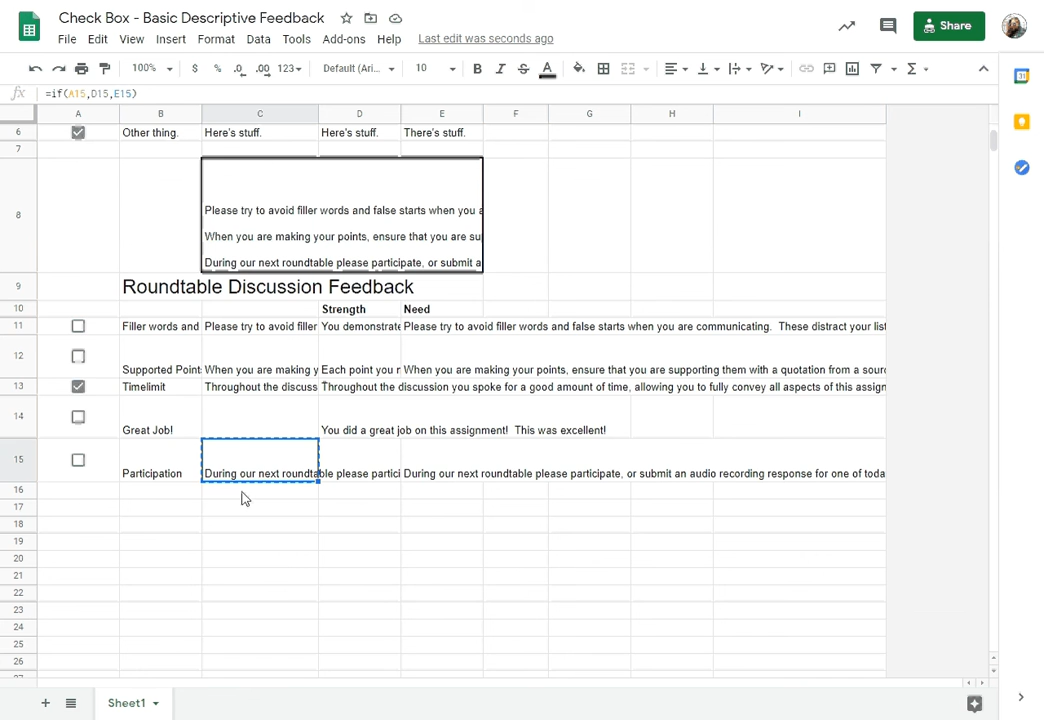 Check Box - Basic Descriptive Feedback
File Edit View Insert Format Data Tools Add-ons Help Last edit was seconds ago
Share
100% $ % .0 .00 123 Default (Ari... 10 B I S A
fx =if(A15,D15,E15)
A B C D E F G H I
6 Other thing. Here's stuff. Here's stuff. There's stuff.
7
8
Please try to avoid filler words and false starts when you a
When you are making your points, ensure that you are su
During our next roundtable please participate, or submit a
9 Roundtable Discussion Feedback
10 Strength Need
11 Filler words and Please try to avoid filler You demonstrate Please try to avoid filler words and false starts when you are communicating. These distract your list
12 Supported Point When you are making y Each point you r When you are making your points, ensure that you are supporting them with a quotation from a sour
13 Timelimit Throughout the discuss Throughout the discussion you spoke for a good amount of time, allowing you to fully convey all aspects of this assign
14 Great Job! You did a great job on this assignment! This was excellent!
15 Participation During our next roundtable please partici During our next roundtable please participate, or submit an audio recording response for one of toda
16
17
18
19
20
21
22
23
24
25
26
27
Sheet1